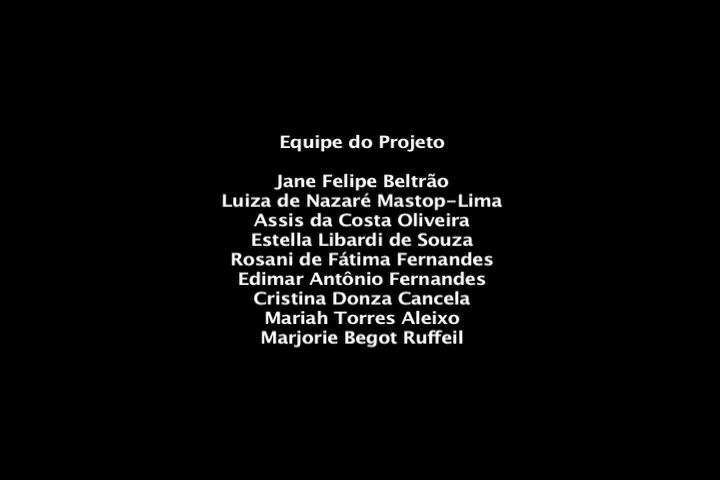 Equipe do Projeto
Jane Felipe Beltrão
Luiza de Nazaré Mastop-Lima
Assis da Costa Oliveira
Estella Libardi de Souza
Rosani de Fátima Fernandes
Edimar Antônio Fernandes
Cristina Donza Cancela
Mariah Torres Aleixo
Marjorie Begot Ruffeil